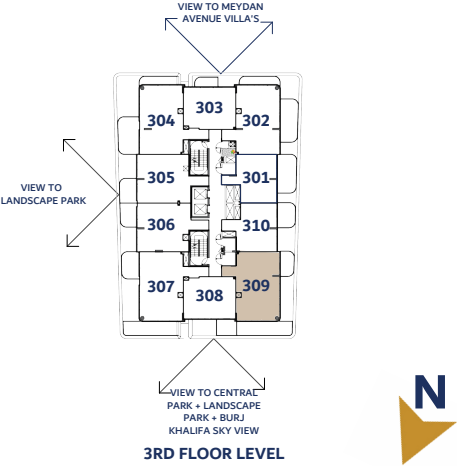 VIEW TO MEYDAN
AVENUE VILLA'S
303
304
302
305
301
VIEW TO
LANDSCAPE PARK
306
310
307
309
308
VIEW TO CENTRAL
PARK + LANDSCAPE
PARK + BURJ
KHALIFA SKY VIEW
N
3RD FLOOR LEVEL